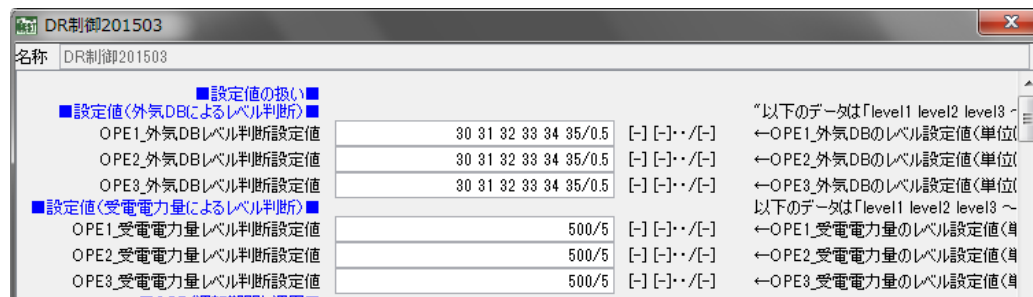 DR制御201503
名称 DR制御201503
■設定値の扱い■
■設定値(外気DBによるレベル判断)■ "以下のデータは「level1 level2 level3 ~
OPE1_外気DBレベル判断設定値 30 31 32 33 34 35/0.5 [-] [-]・・/[-] ←OPE1_外気DBのレベル設定値(単位(
OPE2_外気DBレベル判断設定値 30 31 32 33 34 35/0.5 [-] [-]・・/[-] ←OPE2_外気DBのレベル設定値(単位(
OPE3_外気DBレベル判断設定値 30 31 32 33 34 35/0.5 [-] [-]・・/[-] ←OPE3_外気DBのレベル設定値(単位(
■設定値(受電電力量によるレベル判断)■ 以下のデータは「level1 level2 level3 ~
OPE1_受電電力量レベル判断設定値 500/5 [-] [-]・・/[-] ←OPE1_受電電力量のレベル設定値(単
OPE2_受電電力量レベル判断設定値 500/5 [-] [-]・・/[-] ←OPE2_受電電力量のレベル設定値(単
OPE3_受電電力量レベル判断設定値 500/5 [-] [-]・・/[-] ←OPE3_受電電力量のレベル設定値(単